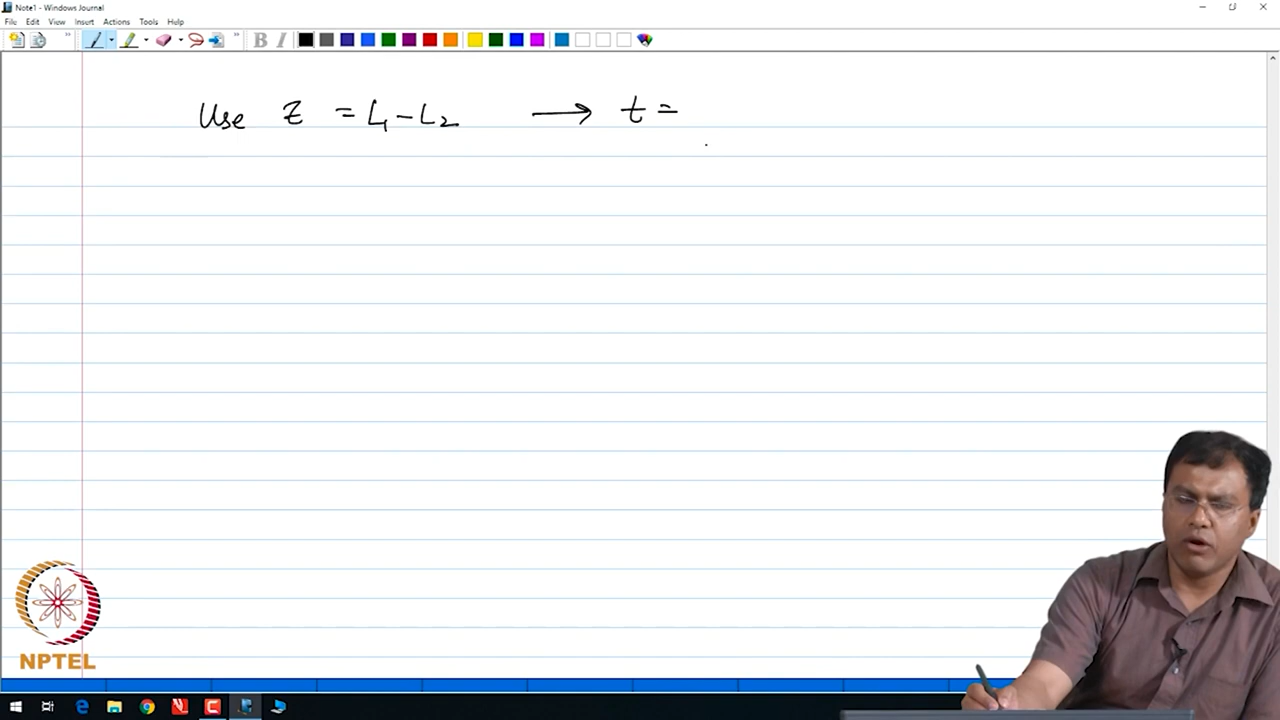 Note1 - Windows Journal
File Edit View Insert Actions Tools Help
B I
Use Z = L₁ - L₂ ⟶ t =
NPTEL